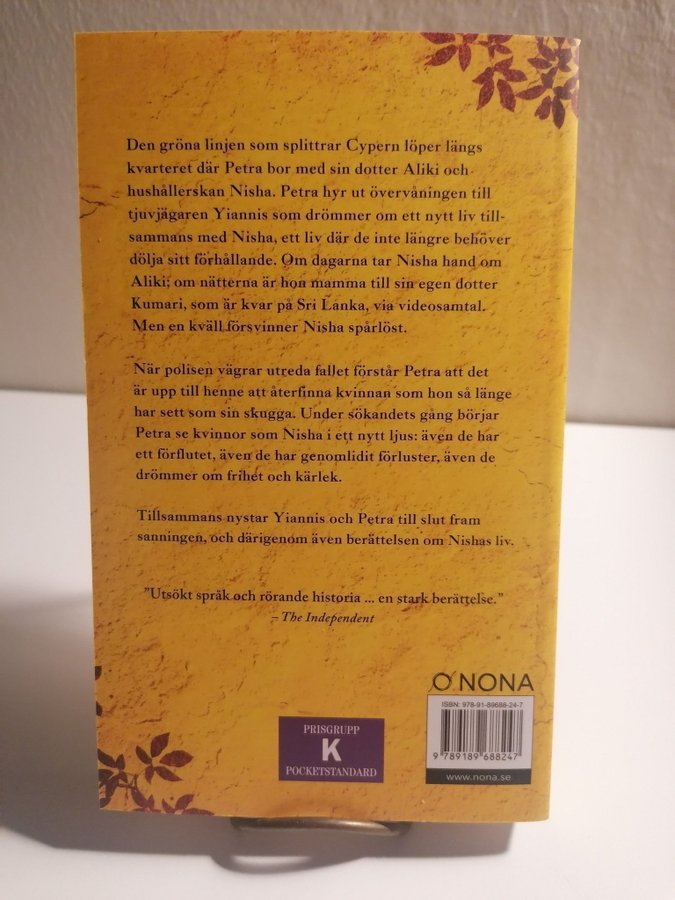 Den gröna linjen som splittrar Cypern löper längs
kvarteret där Petra bor med sin dotter Aliki och
hushållerskan Nisha. Petra hyr ut övervåningen till
tjuvjägaren Yiannis som drömmer om ett nytt liv till-
sammans med Nisha, ett liv där de inte längre behöver
dölja sitt förhållande. Om dagarna tar Nisha hand om
Aliki; om nätterna är hon mamma till sin egen dotter
Kumari, som är kvar på Sri Lanka, via videosamtal.
Men en kväll försvinner Nisha spårlöst.
När polisen vägrar utreda fallet förstår Petra att det
är upp till henne att återfinna kvinnan som hon så länge
har sett som sin skugga. Under sökandets gång börjar
Petra se kvinnor som Nisha i ett nytt ljus: även de har
ett förflutet, även de har genomlidit förluster, även de
drömmer om frihet och kärlek.
Tillsammans nystar Yiannis och Petra till slut fram
sanningen, och därigenom även berättelsen om Nishas liv.
”Utsökt språk och rörande historia ... en stark berättelse.”
– The Independent
NONA
ISBN: 978-91-89688-24-7
9 789189 688247
www.nona.se
PRISGRUPP
K
POCKETSTANDARD